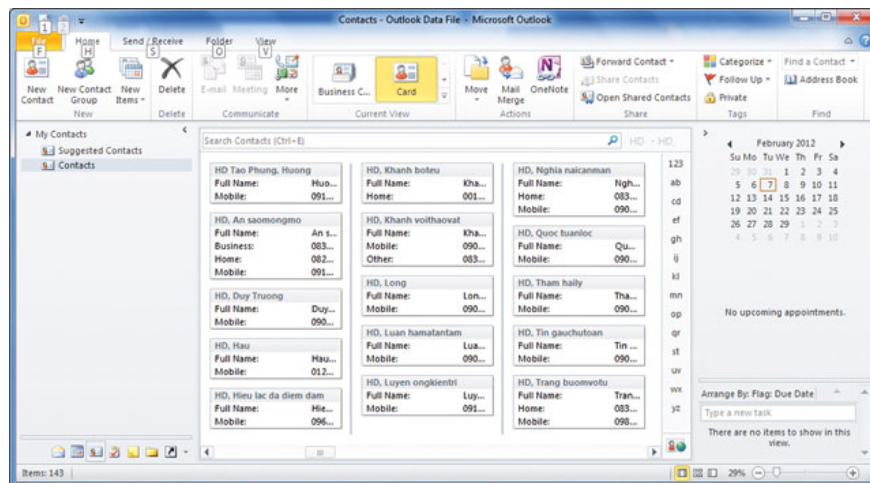 Contacts - Outlook Data File - Microsoft Outlook
1 2
File Home Send / Receive Folder View
F H S O V
New Contact
New Contact Group
New Items
New
Delete
Delete
E-mail Meeting More
Communicate
Business C... Card
Current View
Move Mail Merge OneNote
Actions
Forward Contact
Share Contacts
Open Shared Contacts
Share
Categorize
Follow Up
Private
Tags
Find a Contact
Address Book
Find
My Contacts
Suggested Contacts
Contacts
Search Contacts (Ctrl+E)
HD - HD,
HD Tao Phung, Huong
Full Name: Huo...
Mobile: 091...
HD, An saomongmo
Full Name: An s...
Business: 083...
Home: 082...
Mobile: 091...
HD, Duy Truong
Full Name: Duy...
Mobile: 090...
HD, Hau
Full Name: Hau...
Mobile: 012...
HD, Hieu lac da diem dam
Full Name: Hie...
Mobile: 096...
HD, Khanh boteu
Full Name: Kha...
Home: 001...
HD, Khanh voithaovat
Full Name: Kha...
Mobile: 090...
Other: 083...
HD, Long
Full Name: Lon...
Mobile: 090...
HD, Luan hamatantam
Full Name: Lua...
Mobile: 090...
HD, Luyen ongkientri
Full Name: Luy...
Mobile: 091...
HD, Nghia naicanman
Full Name: Ngh...
Home: 083...
Mobile: 090...
HD, Quoc tuanloc
Full Name: Qu...
Mobile: 090...
HD, Tham haily
Full Name: Tha...
Mobile: 090...
HD, Tin gauchutoan
Full Name: Tin ...
Mobile: 090...
HD, Trang buomvotu
Full Name: Tran...
Home: 083...
Mobile: 098...
123
ab
cd
ef
gh
ij
kl
mn
op
qr
st
uv
wx
yz
February 2012
Su Mo Tu We Th Fr Sa
29 30 31 1 2 3 4
5 6 7 8 9 10 11
12 13 14 15 16 17 18
19 20 21 22 23 24 25
26 27 28 29 1 2 3
4 5 6 7 8 9 10
No upcoming appointments.
Arrange By: Flag: Due Date
Type a new task
There are no items to show in this view.
Items: 143
29%